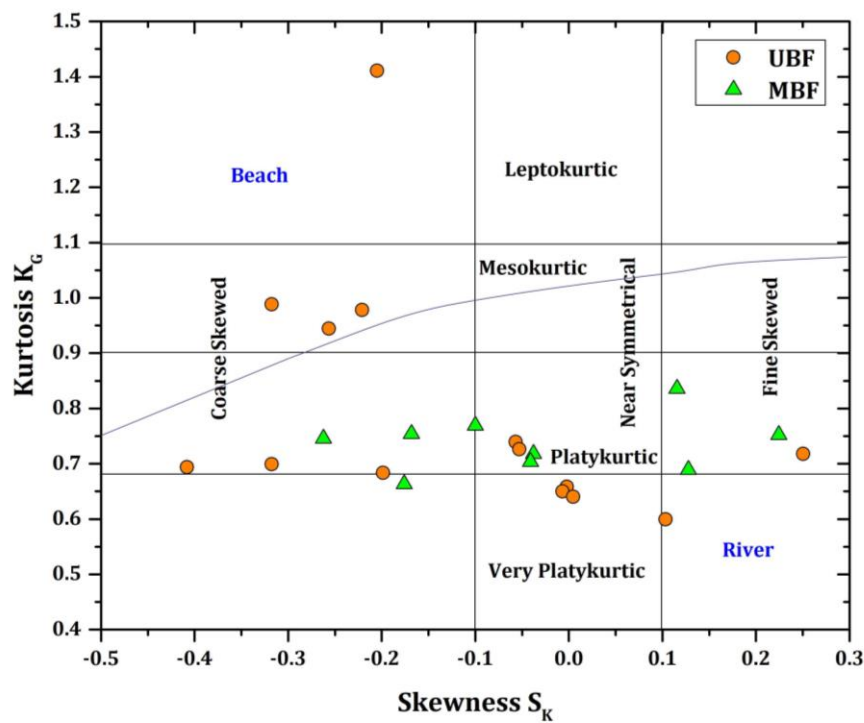 1.5
1.4
1.3
1.2
1.1
1.0
0.9
0.8
0.7
0.6
0.5
0.4
Kurtosis K_G
UBF
MBF
Beach
Leptokurtic
Mesokurtic
Coarse Skewed
Near Symmetrical
Fine Skewed
Platykurtic
River
Very Platykurtic
-0.5 -0.4 -0.3 -0.2 -0.1 0.0 0.1 0.2 0.3
Skewness S_K